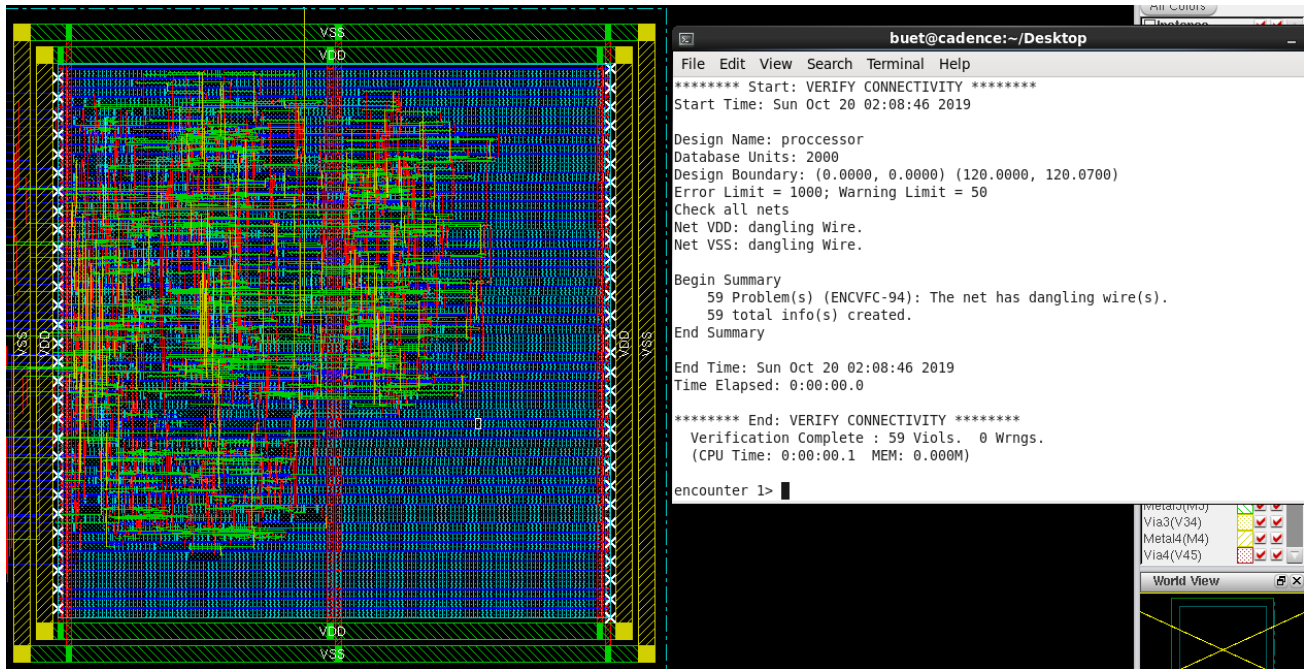 VSS
VDD
VSS
VDD
VDD
VSS
VDD
VSS
All Colors
Instance
buet@cadence:~/Desktop
File Edit View Search Terminal Help
******** Start: VERIFY CONNECTIVITY ********
Start Time: Sun Oct 20 02:08:46 2019
Design Name: proccessor
Database Units: 2000
Design Boundary: (0.0000, 0.0000) (120.0000, 120.0700)
Error Limit = 1000; Warning Limit = 50
Check all nets
Net VDD: dangling Wire.
Net VSS: dangling Wire.
Begin Summary
59 Problem(s) (ENCVFC-94): The net has dangling wire(s).
59 total info(s) created.
End Summary
End Time: Sun Oct 20 02:08:46 2019
Time Elapsed: 0:00:00.0
******** End: VERIFY CONNECTIVITY ********
Verification Complete : 59 Viols. 0 Wrngs.
(CPU Time: 0:00:00.1 MEM: 0.000M)
encounter 1>
Metal3(M3)
Via3(V34)
Metal4(M4)
Via4(V45)
World View